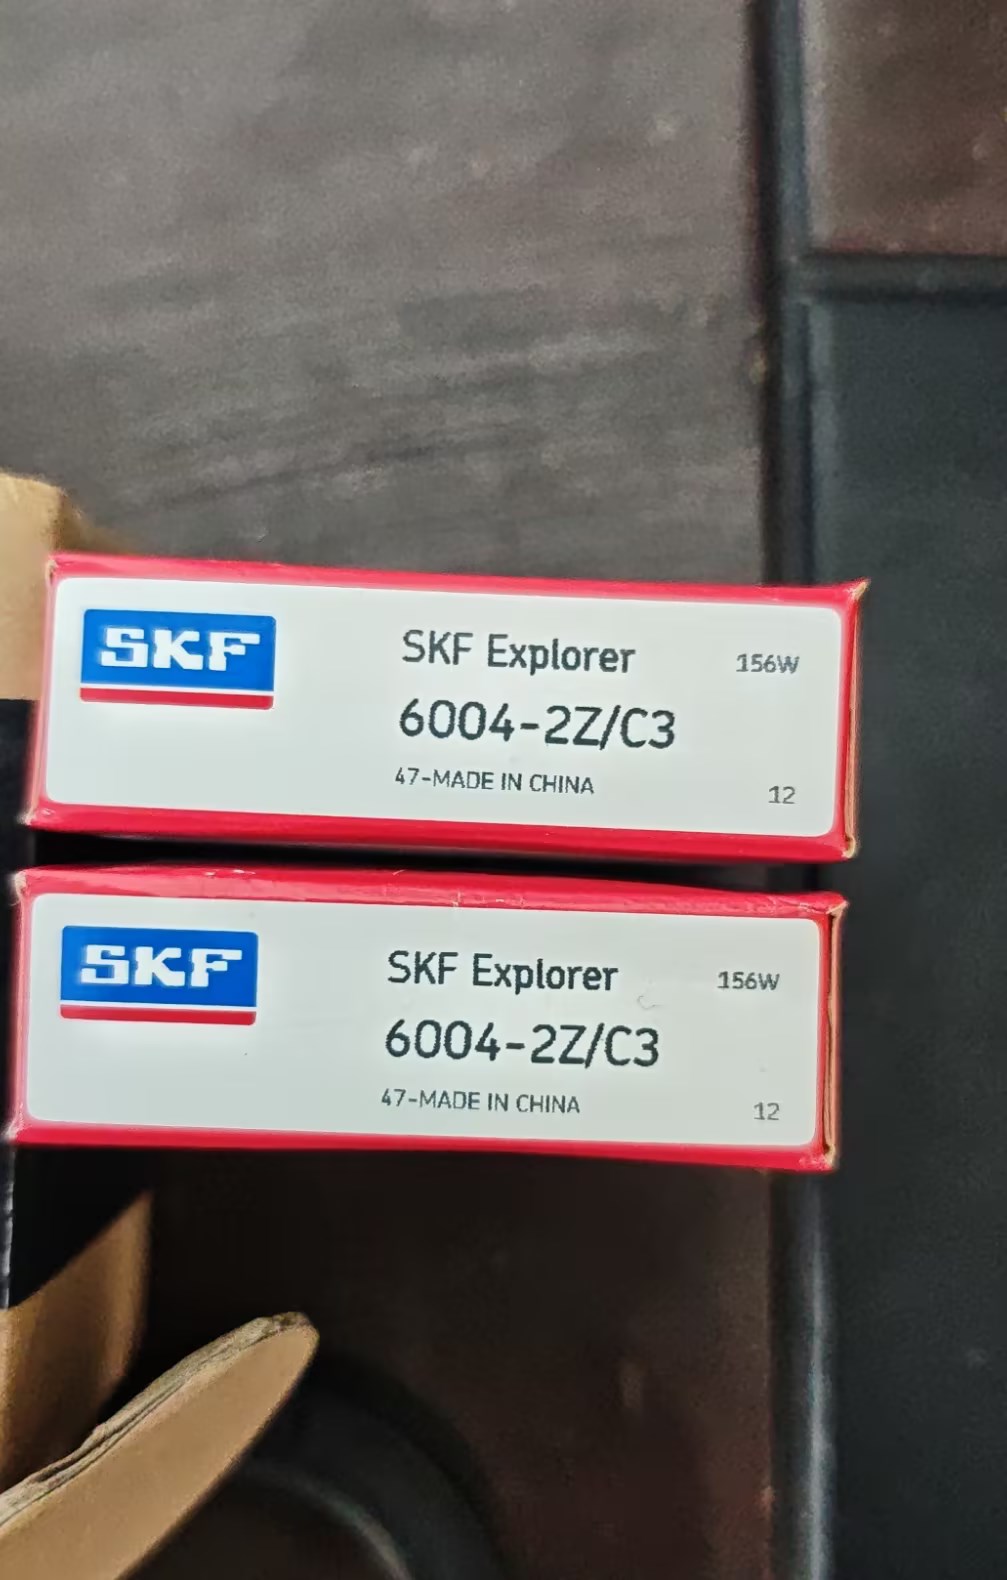 SKF
SKF Explorer
156W
6004-2Z/C3
47-MADE IN CHINA
12
SKF
SKF Explorer
156W
6004-2Z/C3
47-MADE IN CHINA
12